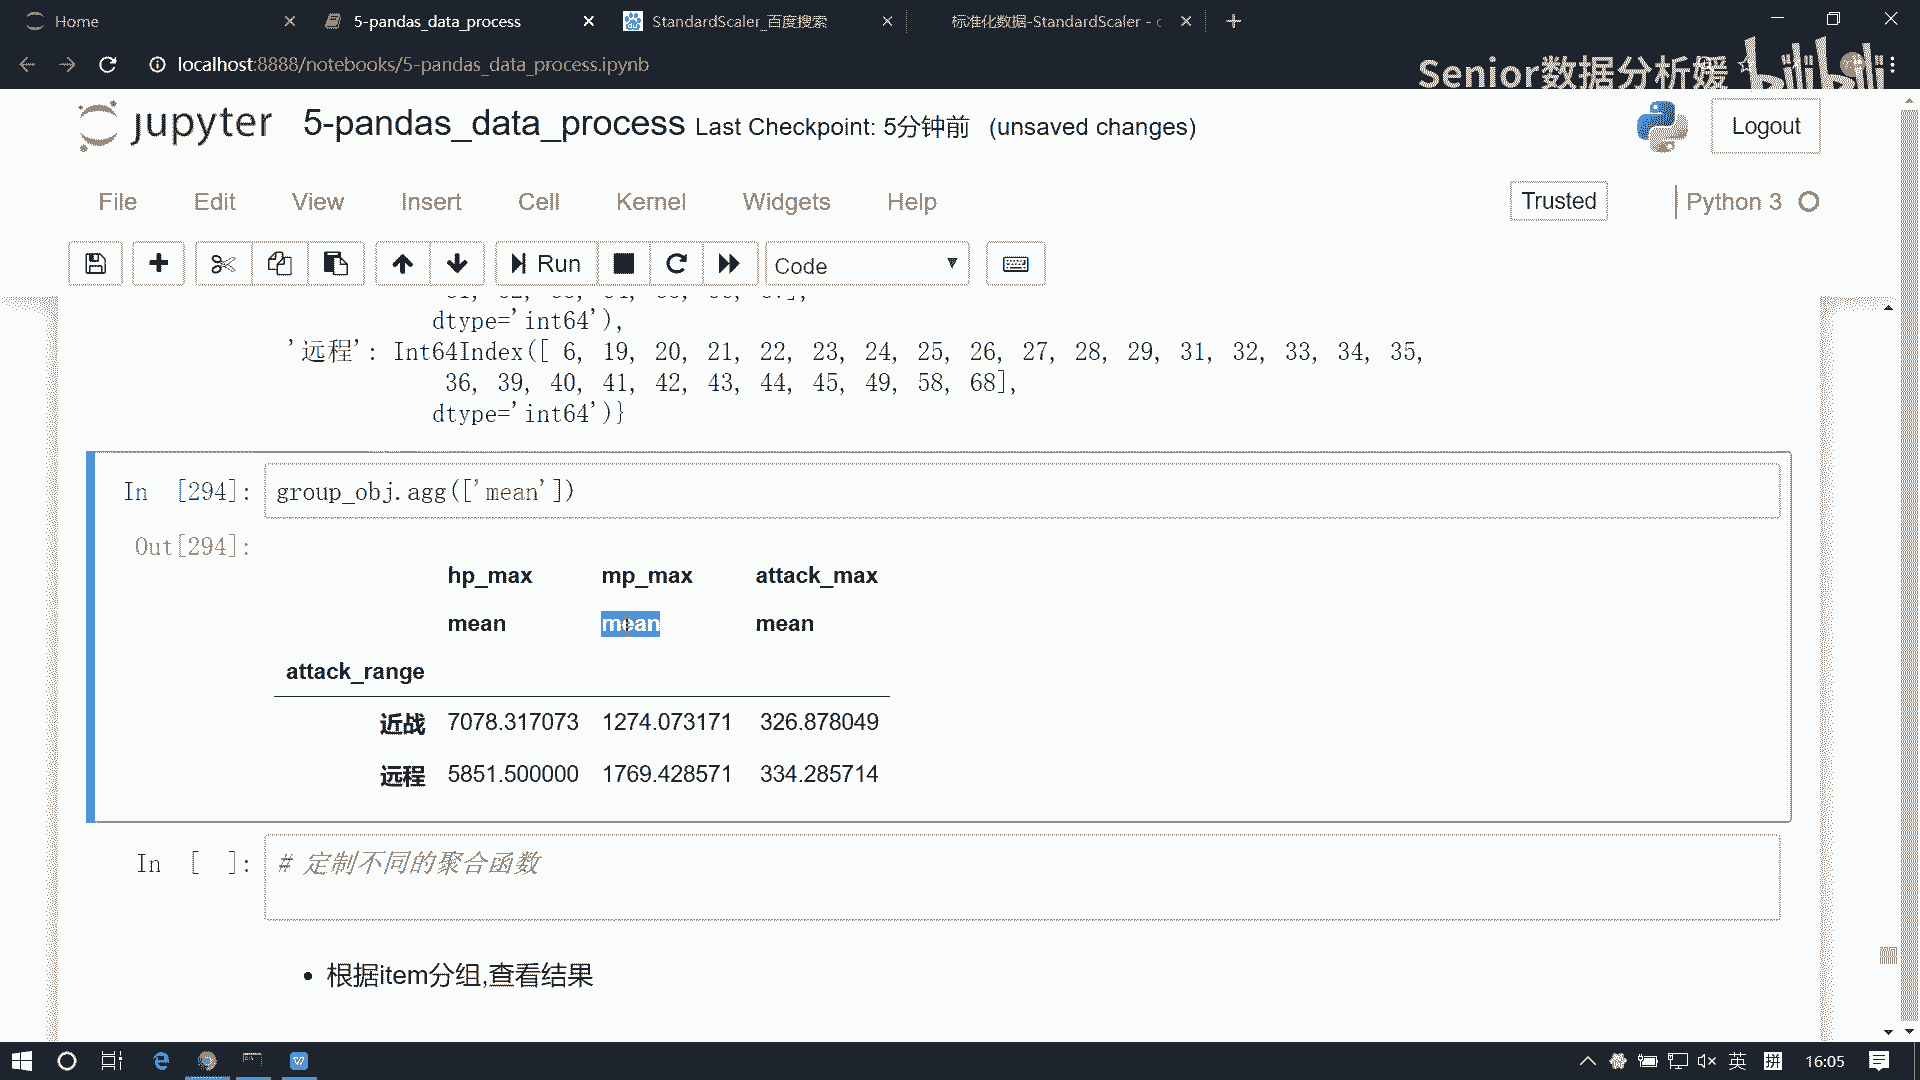 Home
5-pandas_data_process
StandardScaler_百度搜索
标准化数据-StandardScaler - c
localhost:8888/notebooks/5-pandas_data_process.ipynb
Senior数据分析媛
bilibili
jupyter 5-pandas_data_process Last Checkpoint: 5分钟前 (unsaved changes)
Logout
File Edit View Insert Cell Kernel Widgets Help
Trusted
Python 3
Run
Code
dtype='int64'),
'远程': Int64Index([ 6, 19, 20, 21, 22, 23, 24, 25, 26, 27, 28, 29, 31, 32, 33, 34, 35,
36, 39, 40, 41, 42, 43, 44, 45, 49, 58, 68],
dtype='int64')}
In [294]: group_obj.agg(['mean'])
Out[294]:
hp_max mp_max attack_max
mean mean mean
attack_range
近战 7078.317073 1274.073171 326.878049
远程 5851.500000 1769.428571 334.285714
In [ ]: # 定制不同的聚合函数
• 根据item分组,查看结果
英
拼
16:05